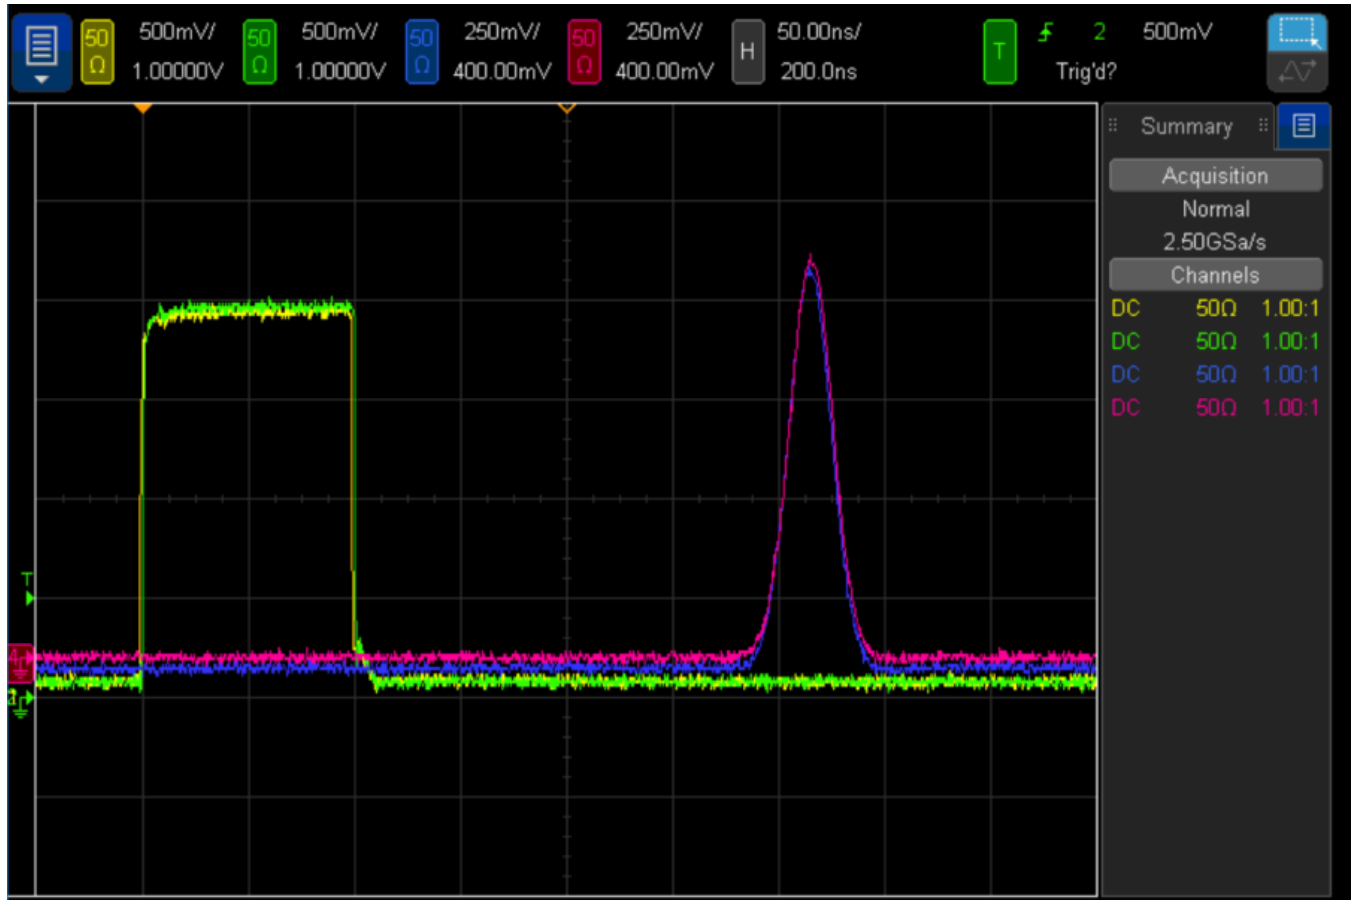 50 Ω 500mV/ 1.00000V
50 Ω 500mV/ 1.00000V
50 Ω 250mV/ 400.00mV
50 Ω 250mV/ 400.00mV
H 50.00ns/ 200.0ns
T 2 500mV
Trig'd?
Summary
Acquisition
Normal
2.50GSa/s
Channels
DC 50Ω 1.00:1
DC 50Ω 1.00:1
DC 50Ω 1.00:1
DC 50Ω 1.00:1
T
4